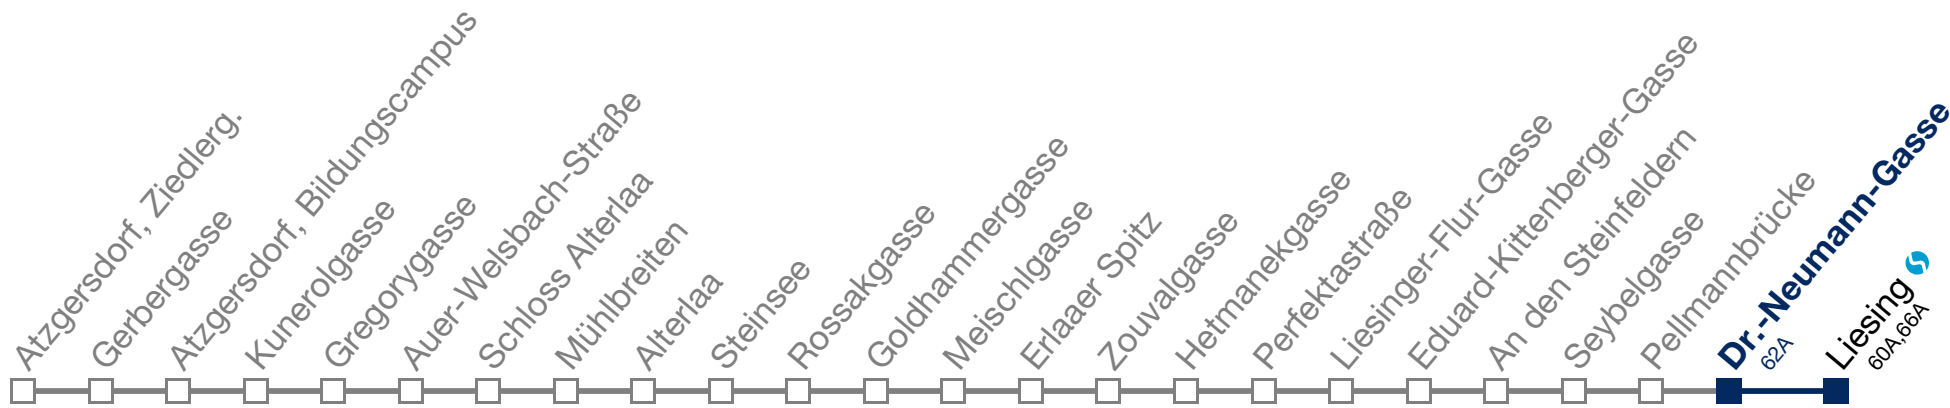 Atzgersdorf, Ziedlerg.
Gerbergasse
Atzgersdorf, Bildungscampus
Kunerolgasse
Gregorygasse
Auer-Welsbach-Straße
Schloss Alterlaa
Mühlbreiten
Alterlaa
Steinsee
Rossakgasse
Goldhammergasse
Meischlgasse
Erlaaer Spitz
Zouvalgasse
Hetmanekgasse
Perfektastraße
Liesinger-Flur-Gasse
Eduard-Kittenberger-Gasse
An den Steinfeldern
Seybelgasse
Pellmannbrücke
Dr.-Neumann-Gasse
62A
Liesing
60A,66A